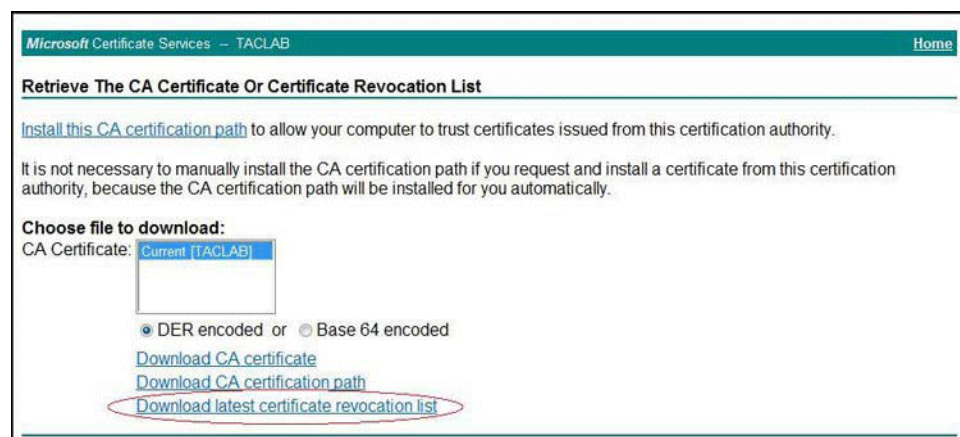 Microsoft Certificate Services -- TACLAB Home
Retrieve The CA Certificate Or Certificate Revocation List
Install this CA certification path to allow your computer to trust certificates issued from this certification authority.
It is not necessary to manually install the CA certification path if you request and install a certificate from this certification
authority, because the CA certification path will be installed for you automatically.
Choose file to download:
CA Certificate: Current [TACLAB]
DER encoded or Base 64 encoded
Download CA certificate
Download CA certification path
Download latest certificate revocation list